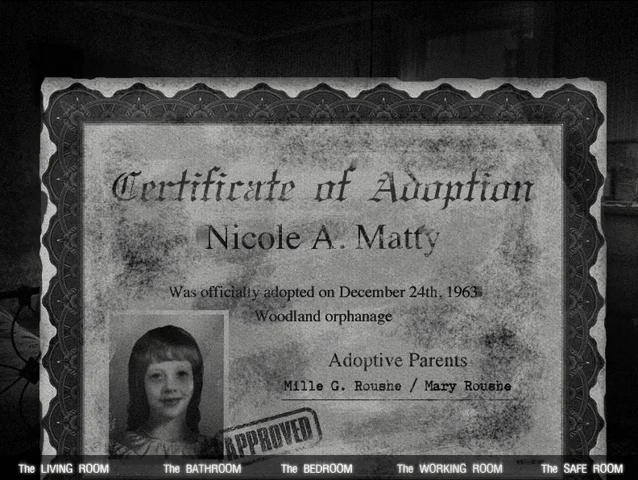 Certificate of Adoption
Nicole A. Matty
Was officially adopted on December 24th, 1963
Woodland orphanage
Adoptive Parents
Mille G. Roushe / Mary Roushe
APPROVED
The LIVING ROOM The BATHROOM The BEDROOM The WORKING ROOM The SAFE ROOM